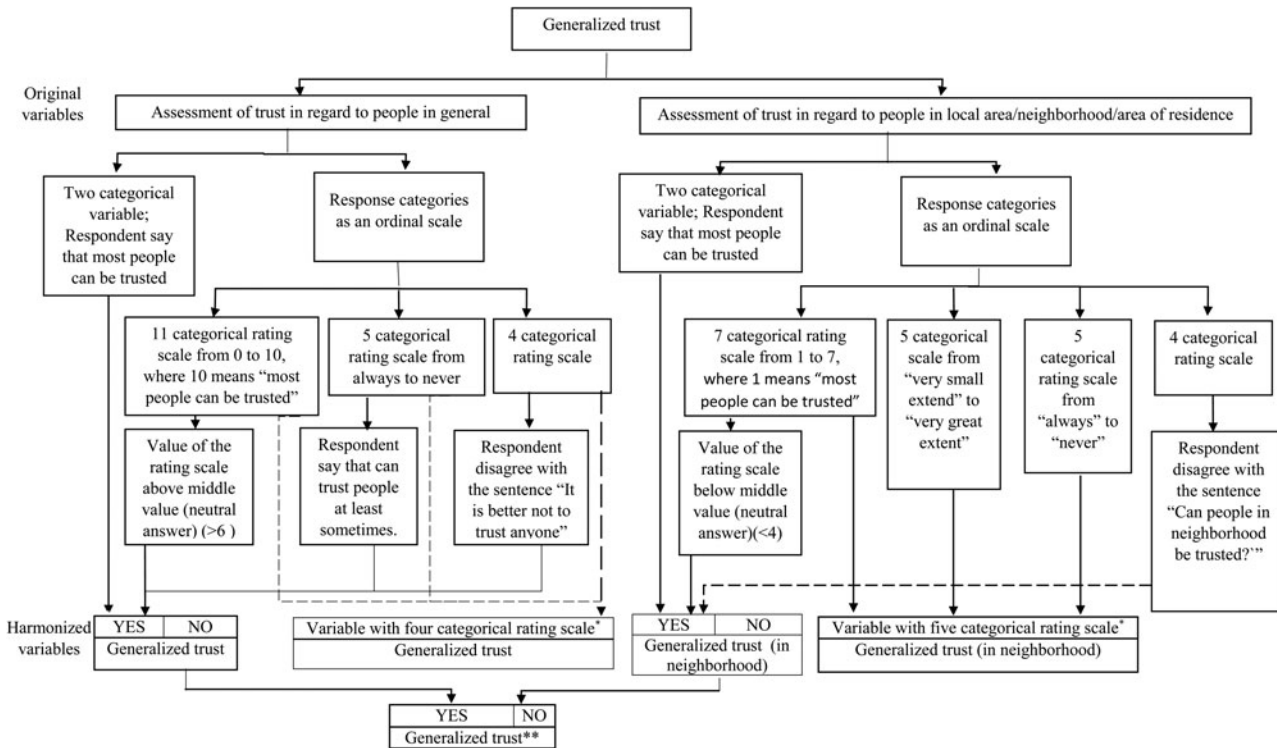 Generalized trust
Original
variables
Assessment of trust in regard to people in general
Assessment of trust in regard to people in local area/neighborhood/area of residence
Two categorical
variable;
Respondent say
that most people
can be trusted
Response categories
as an ordinal scale
Two categorical
variable; Respondent
say that most people
can be trusted
Response categories
as an ordinal scale
11 categorical rating
scale from 0 to 10,
where 10 means “most
people can be trusted”
5 categorical
rating scale from
always to never
4 categorical
rating scale
7 categorical rating
scale from 1 to 7,
where 1 means “most
people can be trusted”
5 categorical
scale from
“very small
extend” to
“very great
extent”
5
categorical
rating scale
from
“always” to
“never”
4 categorical
rating scale
Value of the
rating scale
above middle
value (neutral
answer) (>6 )
Respondent
say that can
trust people
at least
sometimes.
Respondent
disagree with
the sentence “It
is better not to
trust anyone”
Value of the
rating scale
below middle
value (neutral
answer)(<4)
Respondent
disagree with
the sentence
“Can people in
neighborhood
be trusted?`”
Harmonized
variables
YES NO
Generalized trust
Variable with four categorical rating scale*
Generalized trust
YES NO
Generalized trust (in
neighborhood)
Variable with five categorical rating scale*
Generalized trust (in neighborhood)
YES NO
Generalized trust**